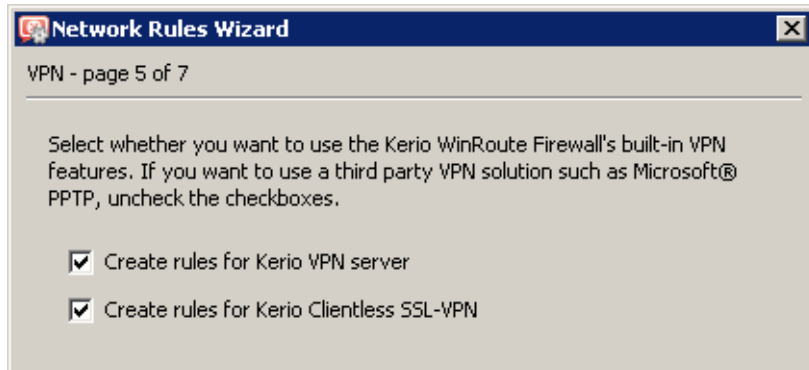 Network Rules Wizard
VPN - page 5 of 7
Select whether you want to use the Kerio WinRoute Firewall's built-in VPN
features. If you want to use a third party VPN solution such as Microsoft®
PPTP, uncheck the checkboxes.
Create rules for Kerio VPN server
Create rules for Kerio Clientless SSL-VPN